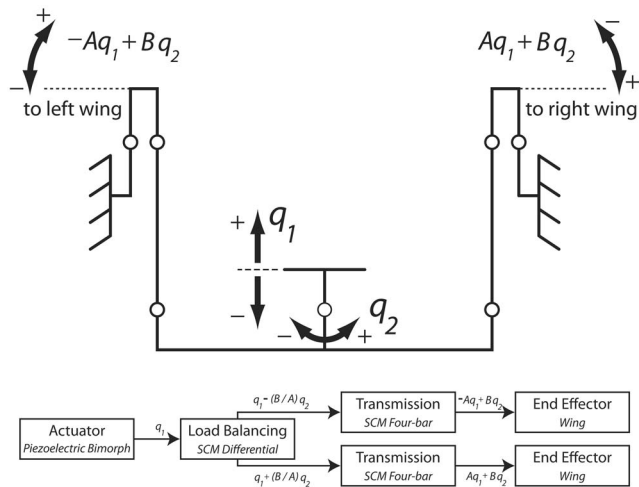 +
−Aq₁ + Bq₂
−
to left wing
Aq₁ + Bq₂
−
+
to right wing
+
q₁
−
q₂
−
+
Actuator
Piezoelectric Bimorph
q₁
Load Balancing
SCM Differential
q₁ − (B / A) q₂
q₁ + (B / A) q₂
Transmission
SCM Four-bar
−Aq₁ + Bq₂
End Effector
Wing
Transmission
SCM Four-bar
Aq₁ + Bq₂
End Effector
Wing